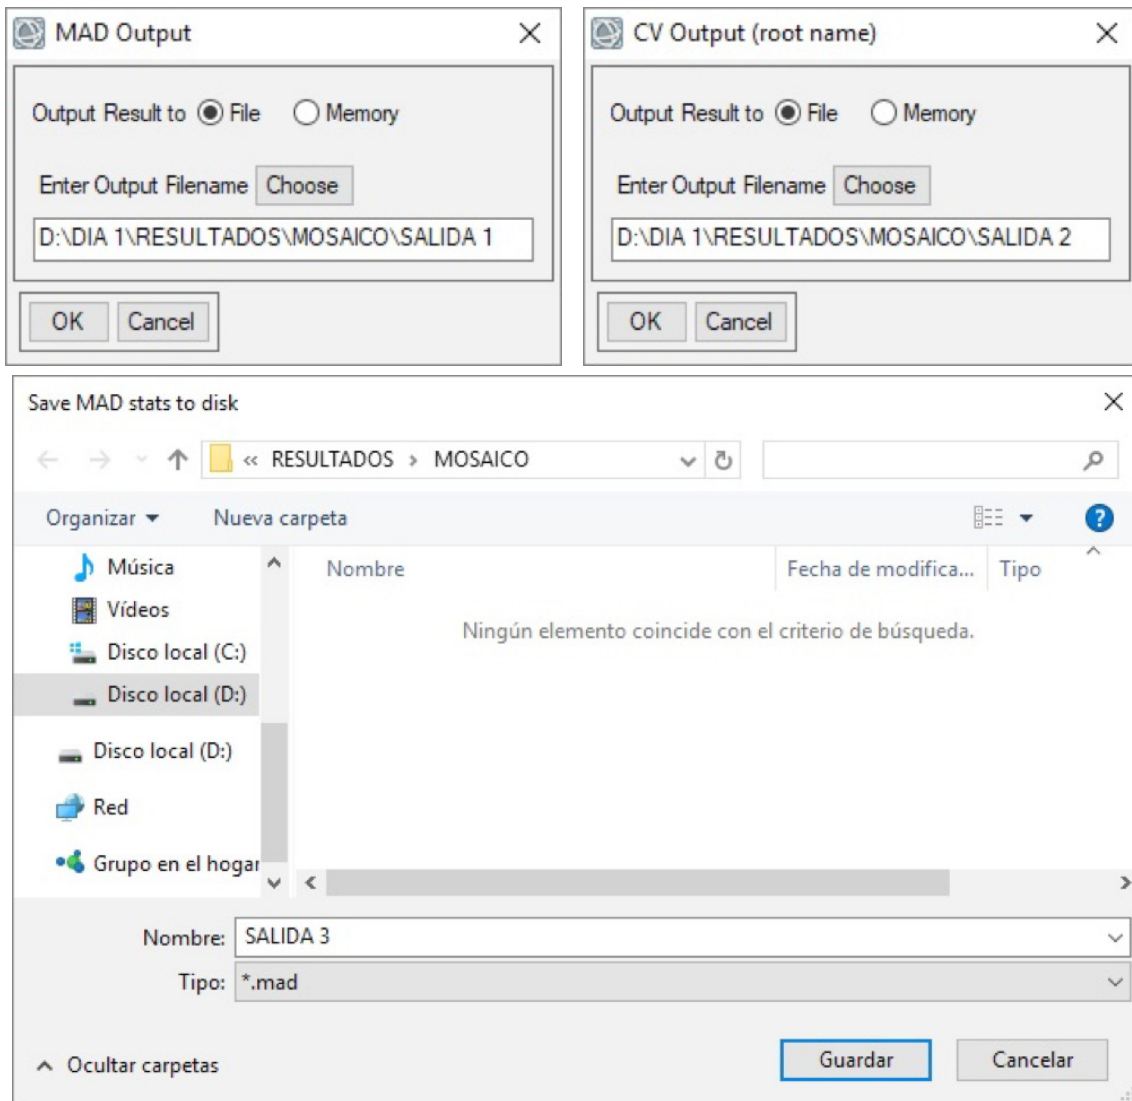 MAD Output
Output Result to File Memory
Enter Output Filename Choose
D:\DIA 1\RESULTADOS\MOSAICO\SALIDA 1
OK Cancel
CV Output (root name)
Output Result to File Memory
Enter Output Filename Choose
D:\DIA 1\RESULTADOS\MOSAICO\SALIDA 2
OK Cancel
Save MAD stats to disk
« RESULTADOS > MOSAICO
Organizar Nueva carpeta
Nombre Fecha de modifica... Tipo
Ningún elemento coincide con el criterio de búsqueda.
Música
Vídeos
Disco local (C:)
Disco local (D:)
Disco local (D:)
Red
Grupo en el hogar
Nombre: SALIDA 3
Tipo: *.mad
Ocultar carpetas Guardar Cancelar